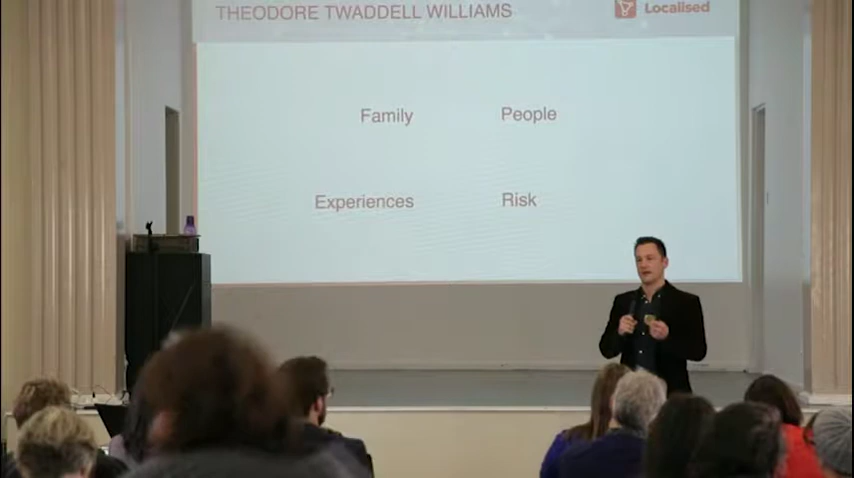 THEODORE TWADDELL WILLIAMS
Localised
Family People
Experiences Risk